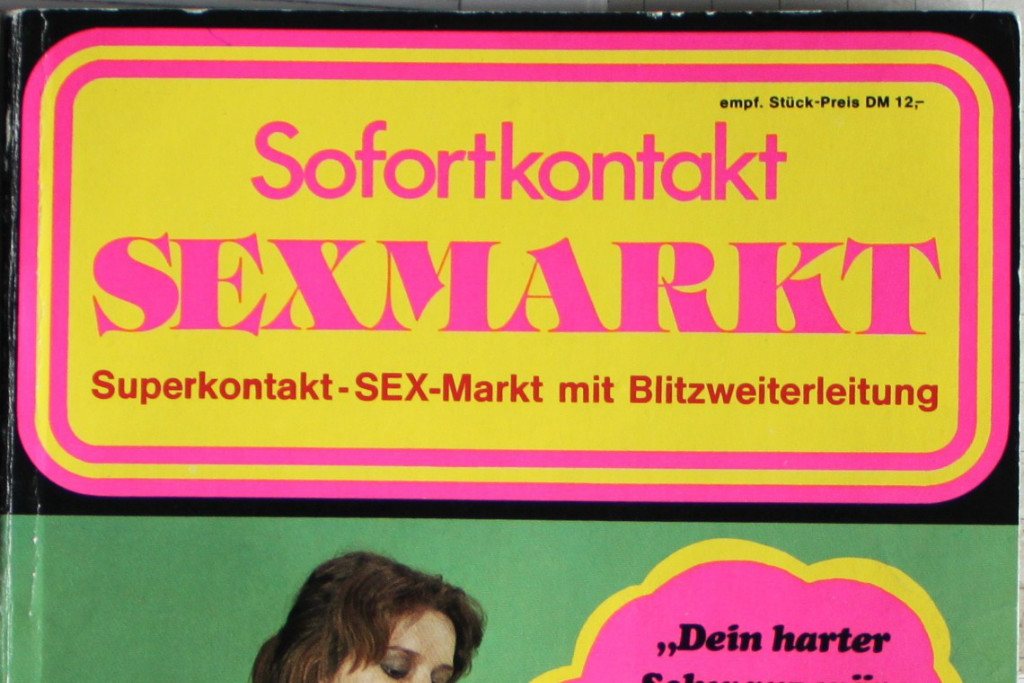 empf. Stück-Preis DM 12,-
Sofortkontakt
SEXMARKT
Superkontakt-SEX-Markt mit Blitzweiterleitung
„Dein harter